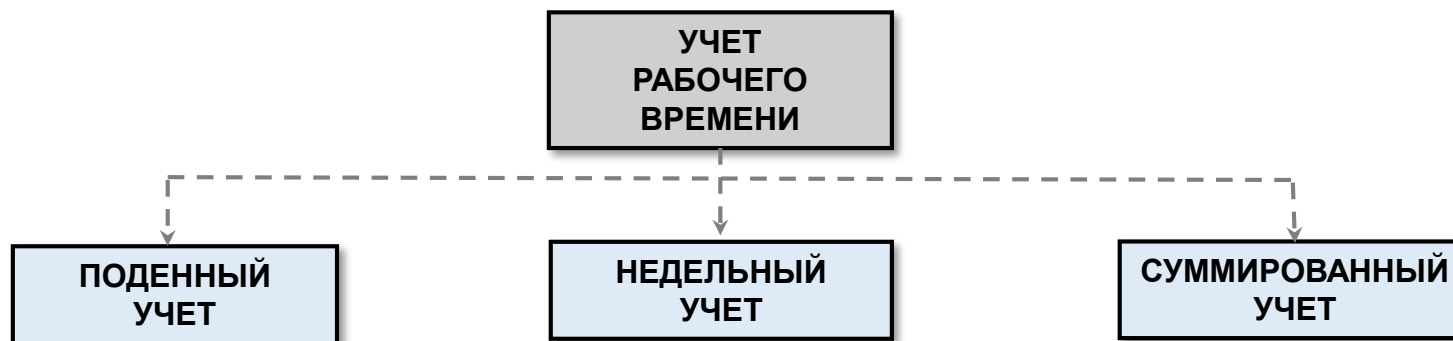 УЧЕТ
РАБОЧЕГО
ВРЕМЕНИ
ПОДЕННЫЙ
УЧЕТ
НЕДЕЛЬНЫЙ
УЧЕТ
СУММИРОВАННЫЙ
УЧЕТ